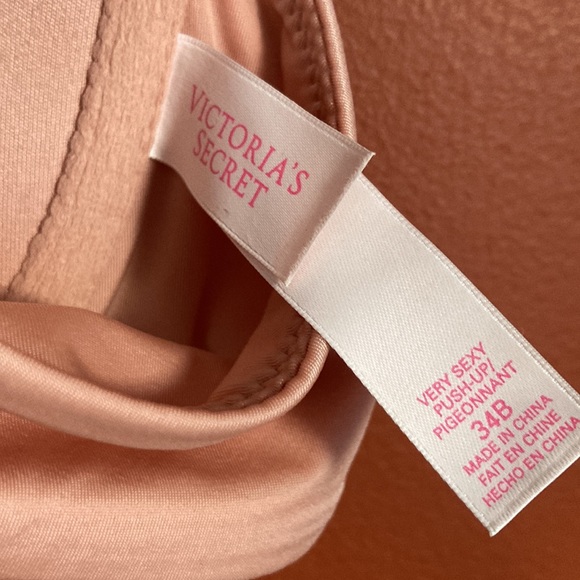 VICTORIA'S
SECRET
VERY SEXY
PUSH-UP/
PIGEONNANT
34B
MADE IN CHINA
FAIT EN CHINE
HECHO EN CHINA